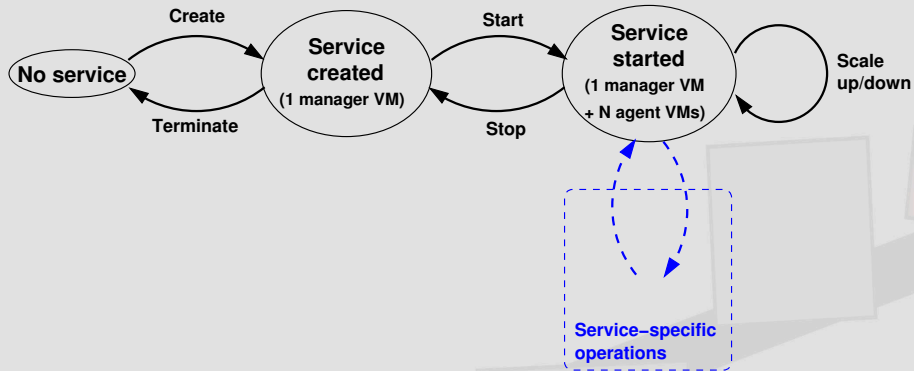 Create
Start
No service
Service
created
(1 manager VM)
Service
started
(1 manager VM
+ N agent VMs)
Scale
up/down
Terminate
Stop
Service−specific
operations